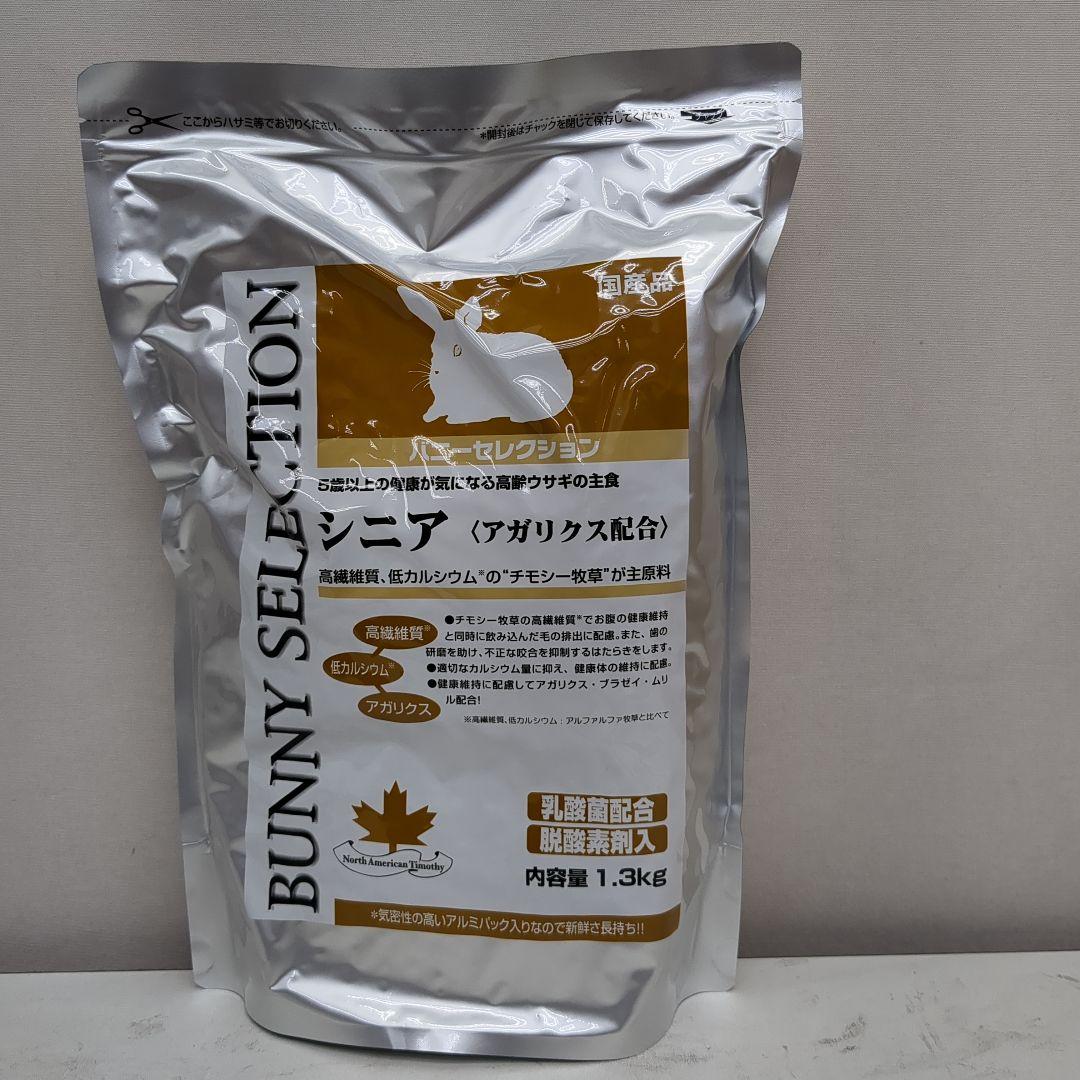 ここからハサミ等でお切りください。
*開封後はチャックを閉じて保存してください。
チャック
BUNNY SELECTION
国産品
バニーセレクション
5歳以上の健康が気になる高齢ウサギの主食
シニア〈アガリクス配合〉
高繊維質、低カルシウム※の“チモシー牧草”が主原料
高繊維質※
低カルシウム※
アガリクス
●チモシー牧草の高繊維質※でお腹の健康維持
と同時に飲み込んだ毛の排出に配慮。また、歯の
研磨を助け、不正な咬合を抑制するはたらきをします。
●適切なカルシウム量に抑え、健康体の維持に配慮。
●健康維持に配慮してアガリクス・ブラゼイ・ムリ
ル配合!
※高繊維質、低カルシウム:アルファルファ牧草と比べて
North American Timothy
乳酸菌配合
脱酸素剤入
内容量 1.3kg
*気密性の高いアルミパック入りなので新鮮さ長持ち!!